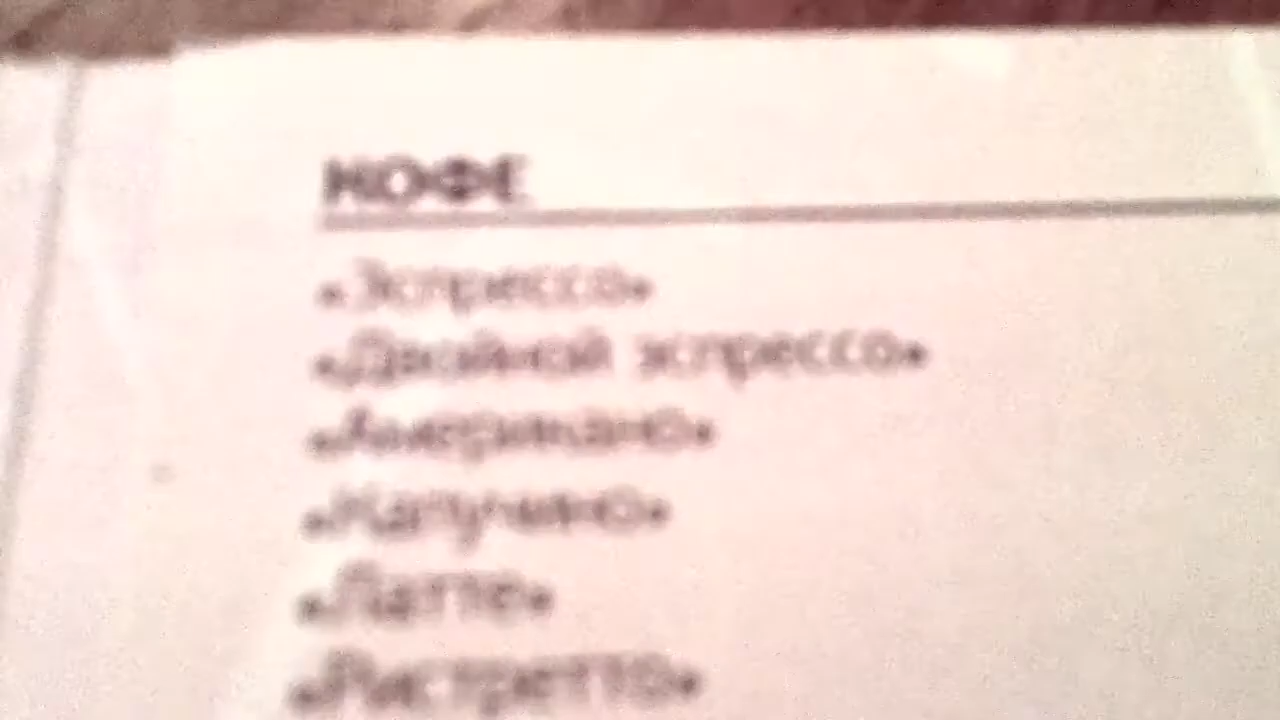 КОФЕ
«Эспрессо»
«Двойной эспрессо»
«Американо»
«Капучино»
«Латте»
«Ристретто»